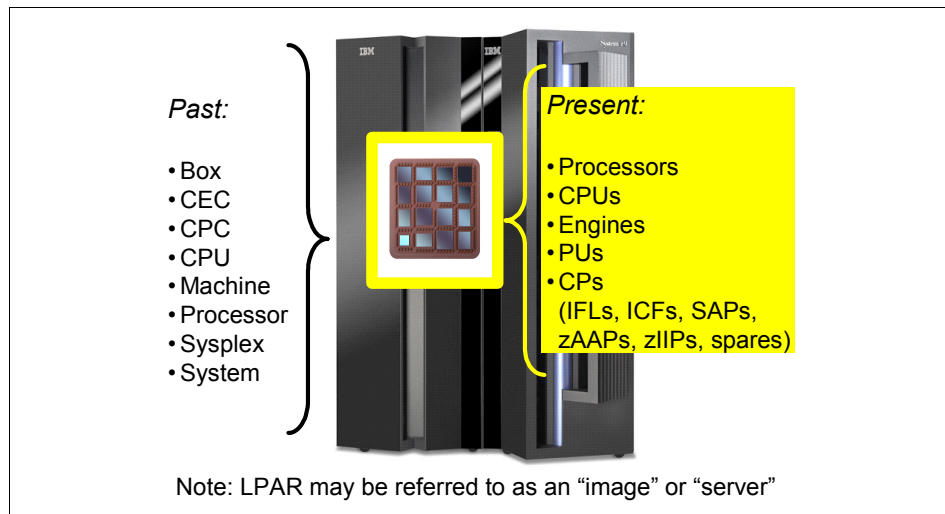 IBM
IBM
Past:
• Box
• CEC
• CPC
• CPU
• Machine
• Processor
• Sysplex
• System
Present:
• Processors
• CPUs
• Engines
• PUs
• CPs
(IFLs, ICFs, SAPs,
zAAPs, zIIPs, spares)
Note: LPAR may be referred to as an “image” or “server”